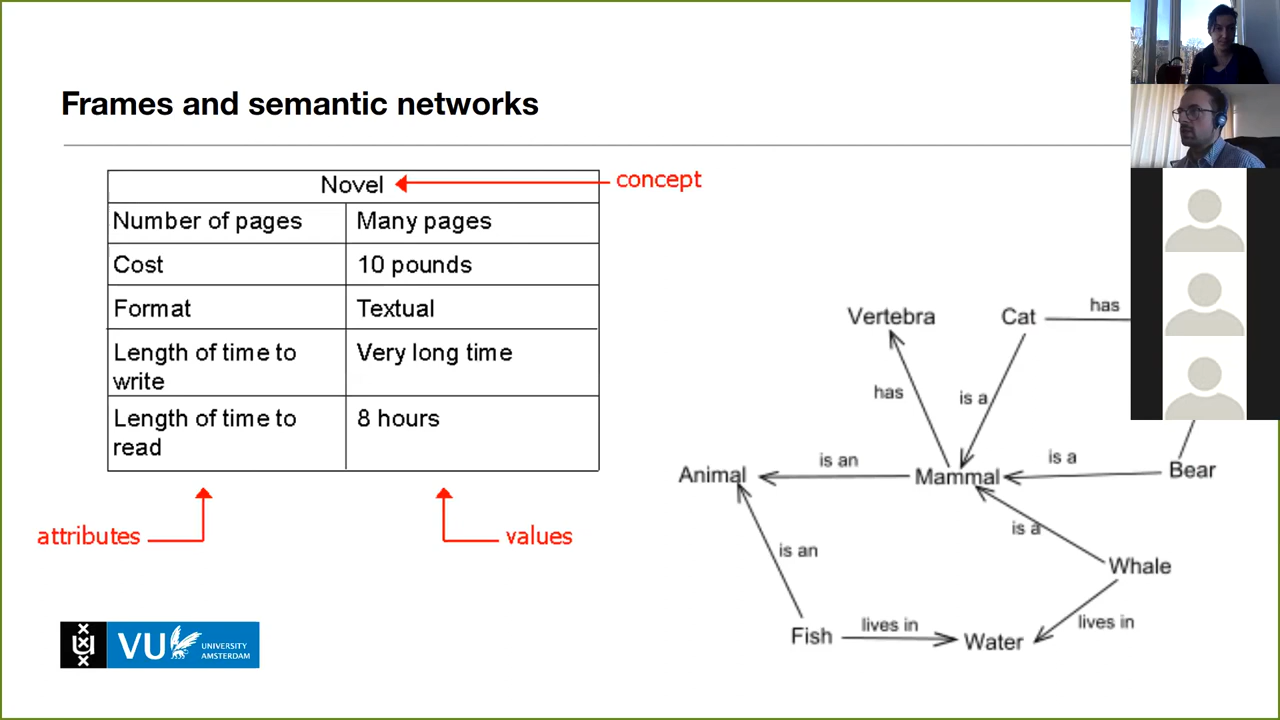 Frames and semantic networks
Novel
concept
Number of pages
Many pages
Cost
10 pounds
Format
Textual
Length of time to
write
Very long time
Length of time to
read
8 hours
attributes
values
Vertebra
Cat
has
has
is a
Animal
is an
Mammal
is a
Bear
is an
is a
Whale
Fish
lives in
Water
lives in
VU
UNIVERSITY
AMSTERDAM